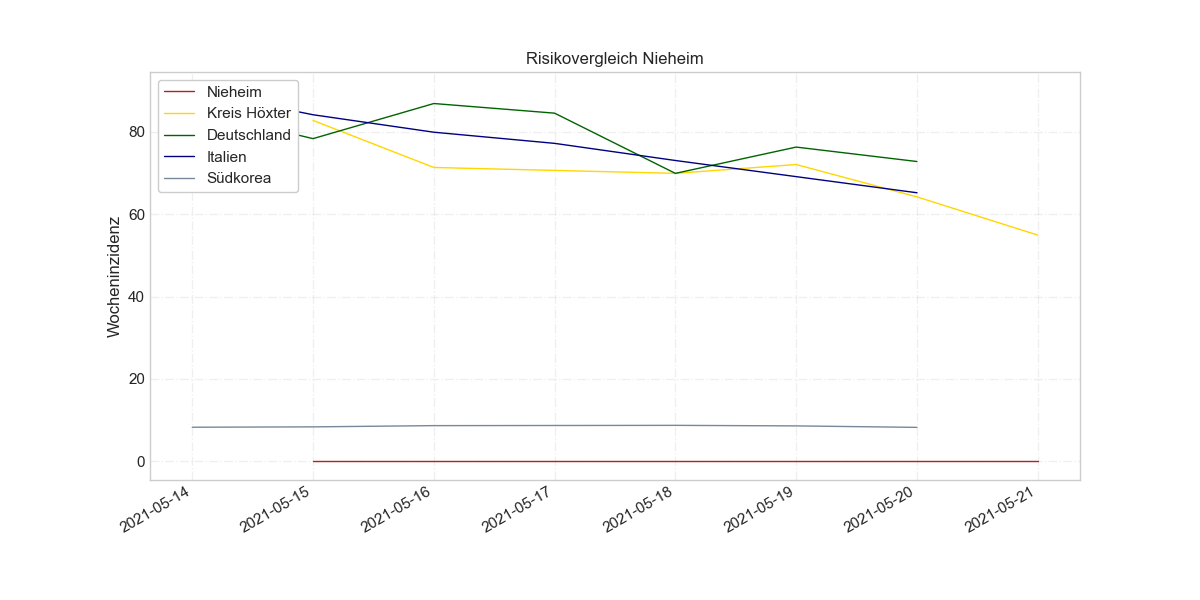 Risikovergleich Nieheim
Nieheim
Kreis Höxter
Deutschland
Italien
Südkorea
Wocheninzidenz
80
60
40
20
0
2021-05-14
2021-05-15
2021-05-16
2021-05-17
2021-05-18
2021-05-19
2021-05-20
2021-05-21